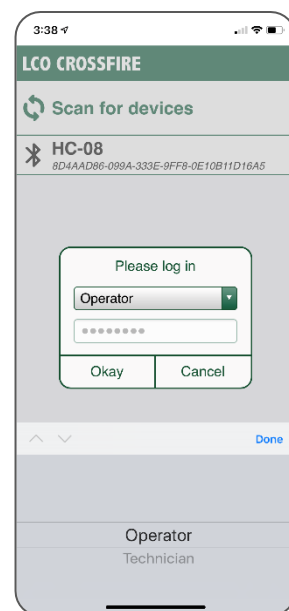 3:38
LCO CROSSFIRE
Scan for devices
HC-08
8D4AAD86-099A-333E-9FF8-0E10B11D16A5
Please log in
Operator
Okay Cancel
Done
Operator
Technician